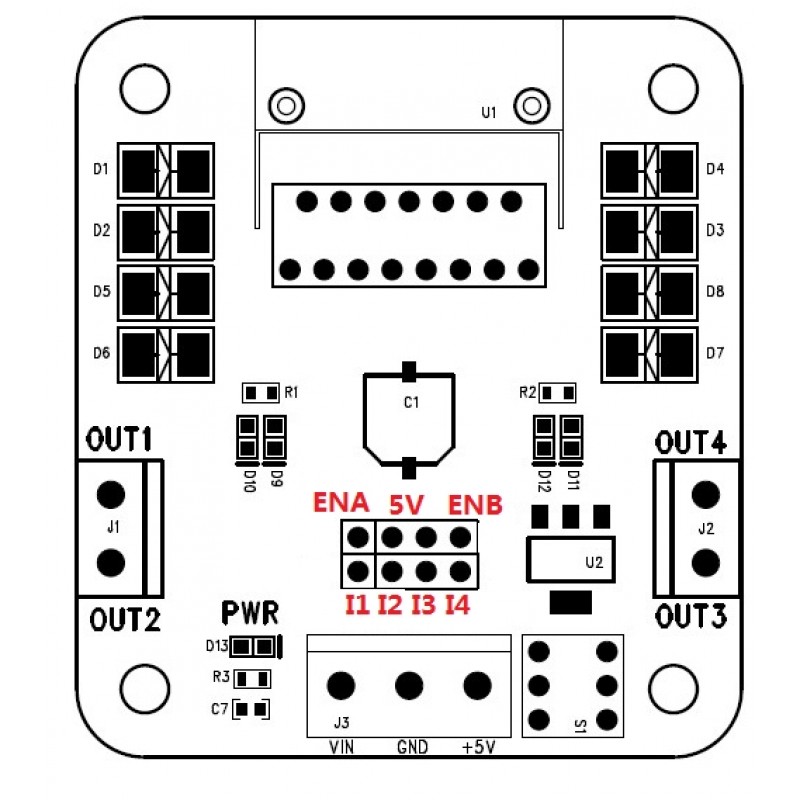 U1
D1
D4
D2
D3
D5
D8
D6
D7
R1
C1
R2
OUT1
D10
D9
D12
D11
OUT4
ENA 5V ENB
J1
J2
U2
I1 I2 I3 I4
OUT2
PWR
OUT3
D13
R3
C7
J3
S1
VIN GND +5V